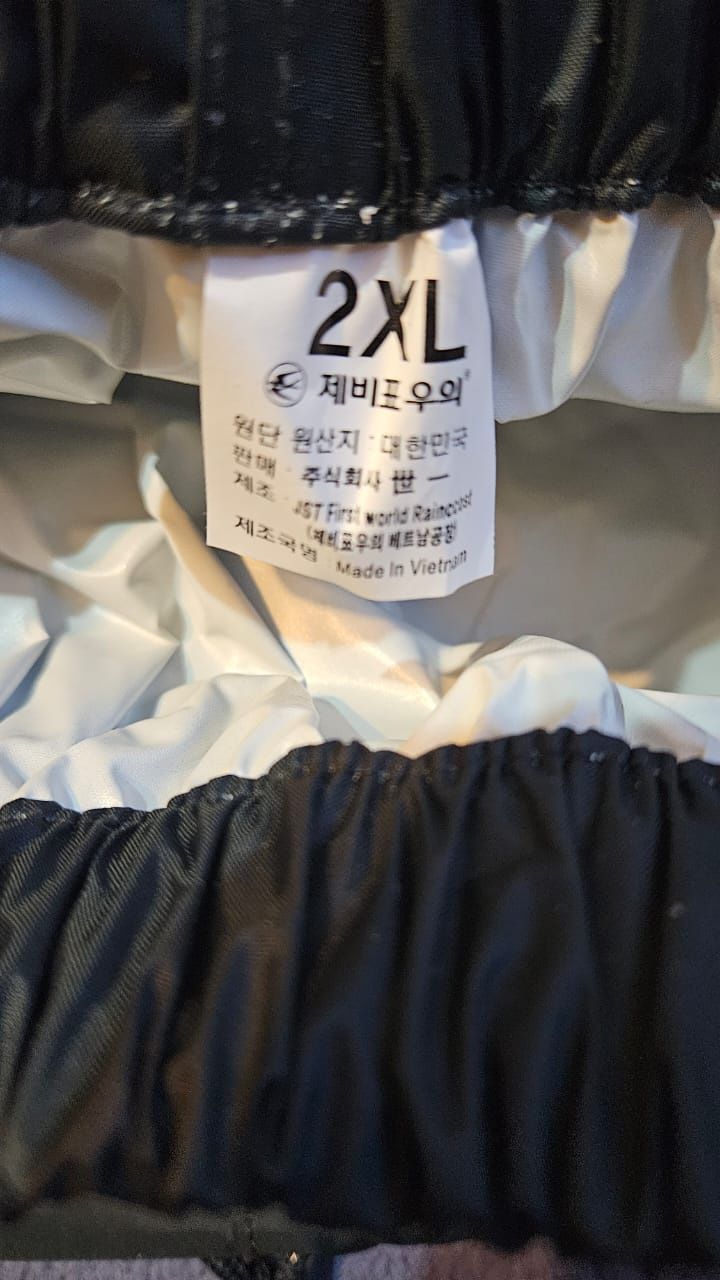 2XL
제비표우의®
원단 원산지 : 대한민국
판매 : 주식회사 世一
제조 : JST First world Raincoat
(제비표우의 베트남공장)
제조국명 : Made In Vietnam